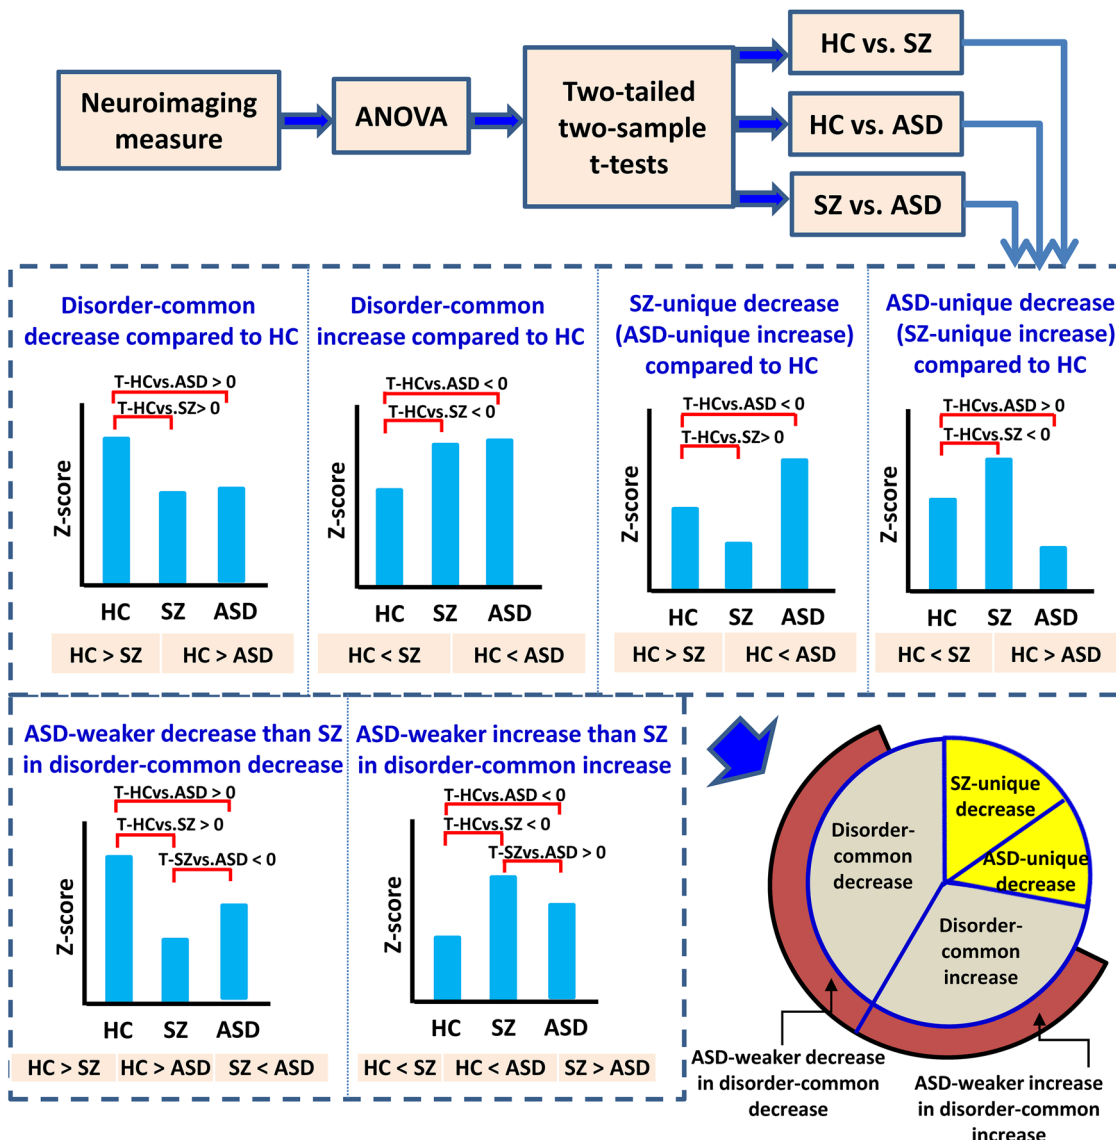 Neuroimaging
measure
ANOVA
Two-tailed
two-sample
t-tests
HC vs. SZ
HC vs. ASD
SZ vs. ASD
Disorder-common
decrease compared to HC
T-HCvs.ASD > 0
T-HCvs.SZ> 0
Z-score
HC SZ ASD
HC > SZ HC > ASD
Disorder-common
increase compared to HC
T-HCvs.ASD < 0
T-HCvs.SZ < 0
Z-score
HC SZ ASD
HC < SZ HC < ASD
SZ-unique decrease
(ASD-unique increase)
compared to HC
T-HCvs.ASD < 0
T-HCvs.SZ> 0
Z-score
HC SZ ASD
HC > SZ HC < ASD
ASD-unique decrease
(SZ-unique increase)
compared to HC
T-HCvs.ASD > 0
T-HCvs.SZ < 0
Z-score
HC SZ ASD
HC < SZ HC > ASD
ASD-weaker decrease than SZ
in disorder-common decrease
T-HCvs.ASD > 0
T-HCvs.SZ > 0
T-SZvs.ASD < 0
Z-score
HC SZ ASD
HC > SZ HC > ASD SZ < ASD
ASD-weaker increase than SZ
in disorder-common increase
T-HCvs.ASD < 0
T-HCvs.SZ < 0
T-SZvs.ASD > 0
Z-score
HC SZ ASD
HC < SZ HC < ASD SZ > ASD
SZ-unique
decrease
ASD-unique
decrease
Disorder-
common
decrease
Disorder-
common
increase
ASD-weaker decrease
in disorder-common
decrease
ASD-weaker increase
in disorder-common
increase